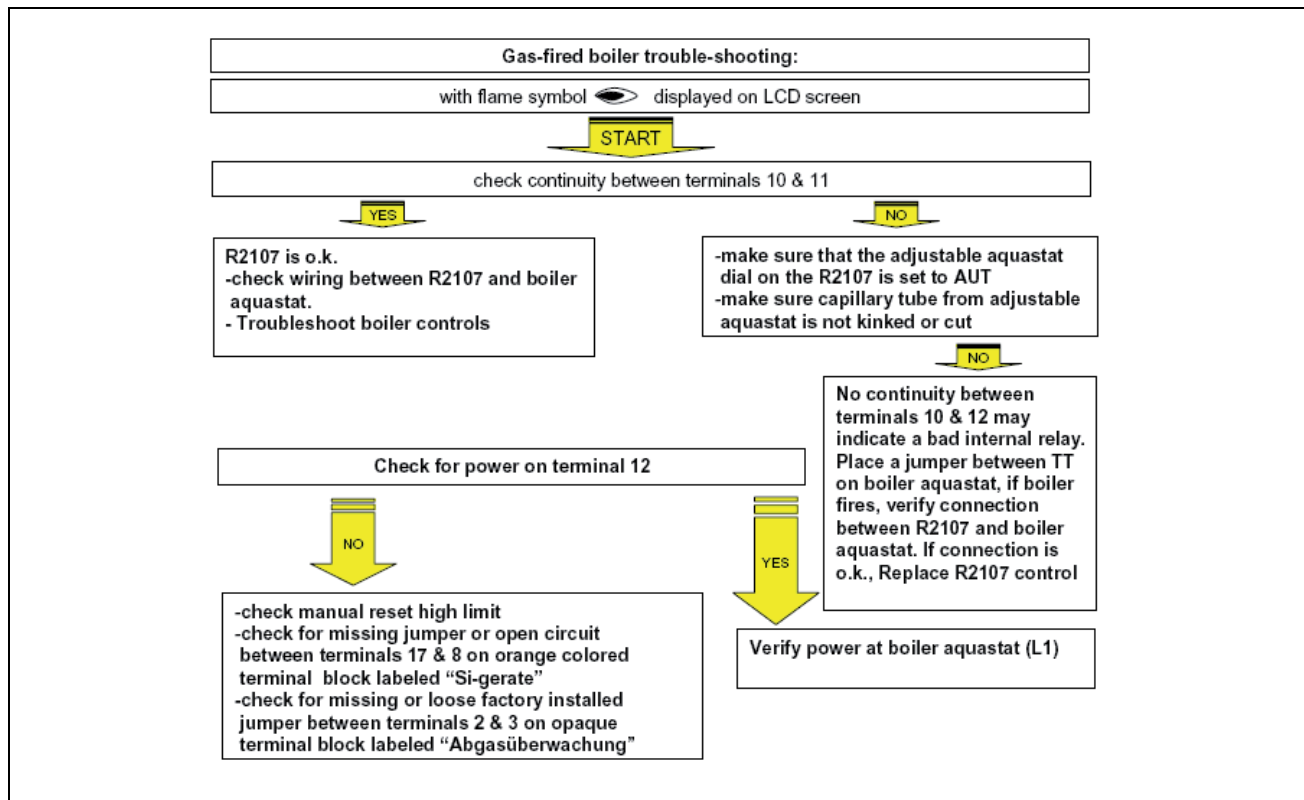 Gas-fired boiler trouble-shooting:
with flame symbol displayed on LCD screen
START
check continuity between terminals 10 & 11
YES
NO
R2107 is o.k.
-check wiring between R2107 and boiler
aquastat.
- Troubleshoot boiler controls
-make sure that the adjustable aquastat
dial on the R2107 is set to AUT
-make sure capillary tube from adjustable
aquastat is not kinked or cut
NO
No continuity between
terminals 10 & 12 may
indicate a bad internal relay.
Place a jumper between TT
on boiler aquastat, if boiler
fires, verify connection
between R2107 and boiler
aquastat. If connection is
o.k., Replace R2107 control
Check for power on terminal 12
NO
YES
-check manual reset high limit
-check for missing jumper or open circuit
between terminals 17 & 8 on orange colored
terminal block labeled “Si-gerate”
-check for missing or loose factory installed
jumper between terminals 2 & 3 on opaque
terminal block labeled “Abgasüberwachung”
Verify power at boiler aquastat (L1)